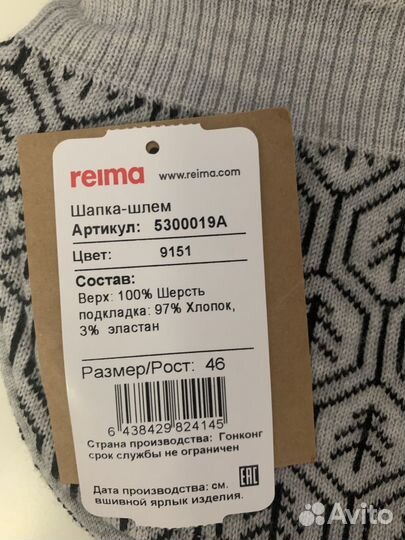 reima www.reima.com
Шапка-шлем
Артикул: 5300019A
Цвет: 9151
Состав:
Верх: 100% Шерсть
подкладка: 97% Хлопок,
3% эластан
Размер/Рост: 46
6 438429 824145
Страна производства: Гонконг
срок службы не ограничен
Дата производства: см.
вшивной ярлык изделия.
EAC
Avito